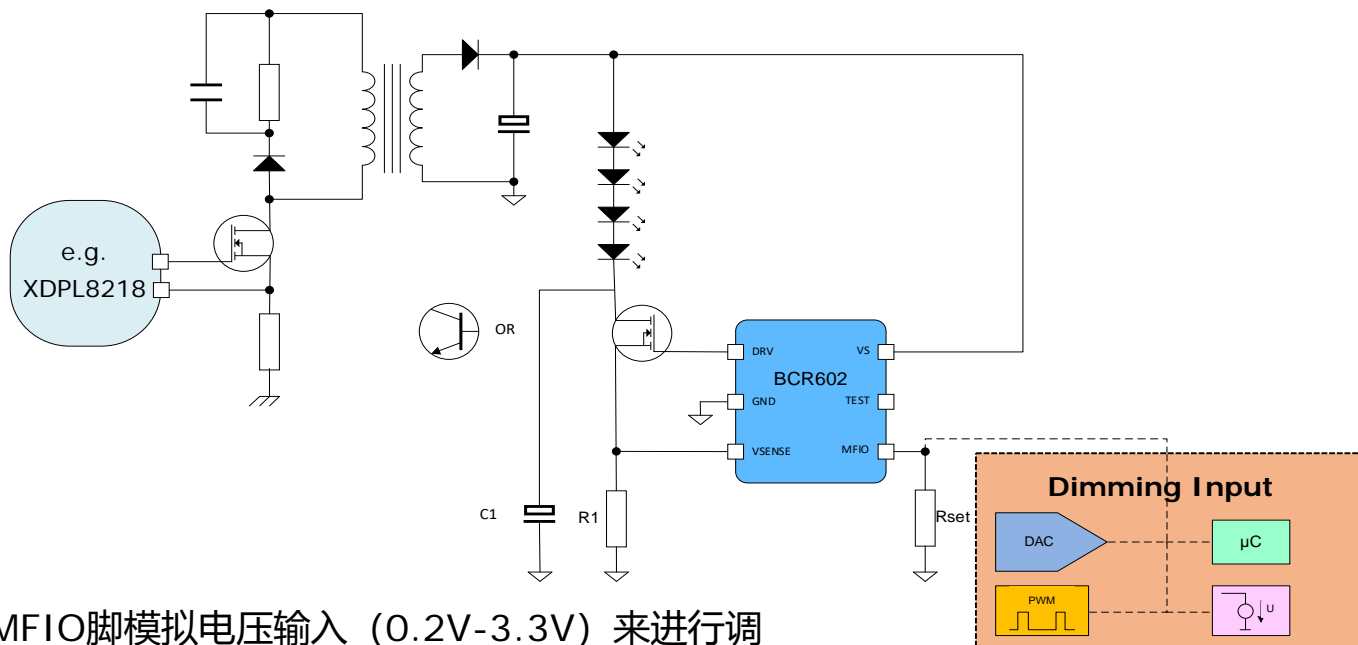 e.g.
XDPL8218
OR
DRV
VS
BCR602
GND
TEST
VSENSE
MFIO
C1
R1
Rset
Dimming Input
DAC
µC
PWM
U
MFIO脚模拟电压输入（0.2V-3.3V）来进行调